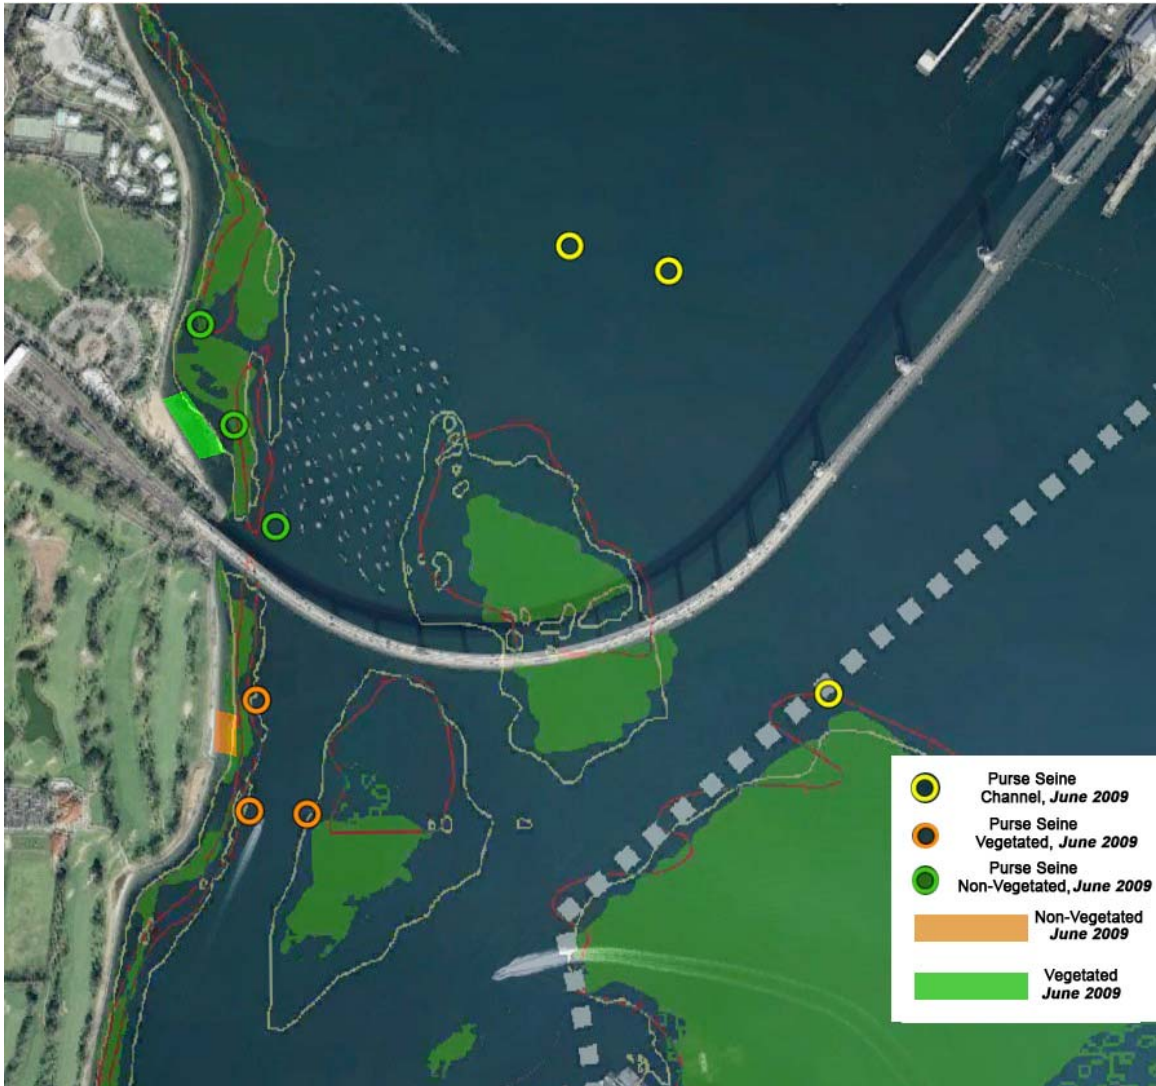 Purse Seine
Channel, June 2009
Purse Seine
Vegetated, June 2009
Purse Seine
Non-Vegetated, June 2009
Non-Vegetated
June 2009
Vegetated
June 2009